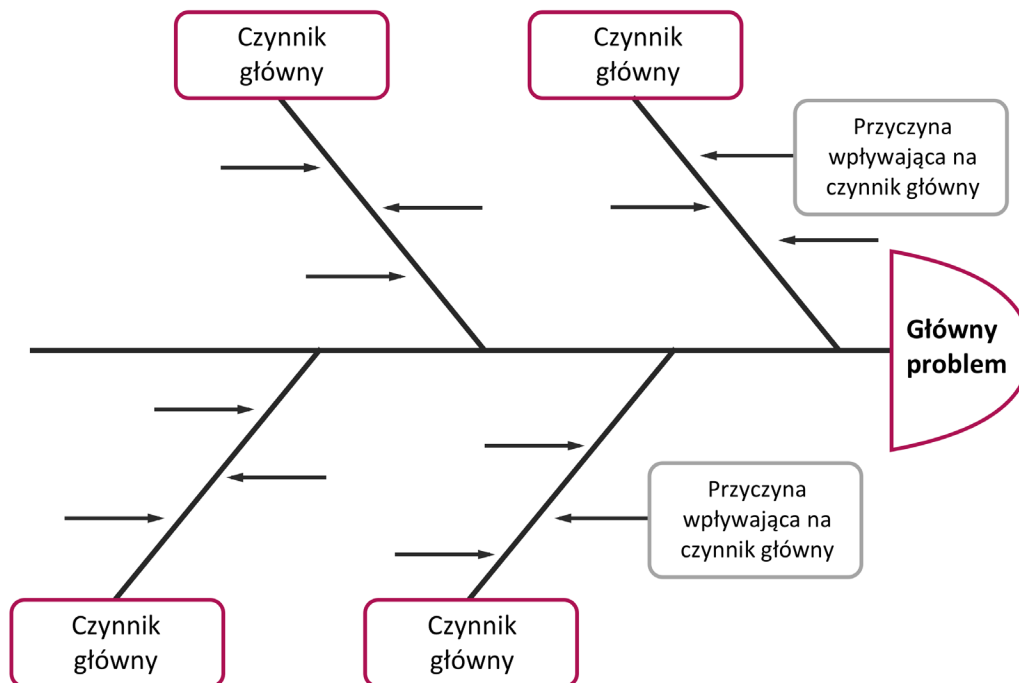 Czynnik
główny
Czynnik
główny
Przyczyna
wpływająca na
czynnik główny
Główny
problem
Przyczyna
wpływająca na
czynnik główny
Czynnik
główny
Czynnik
główny